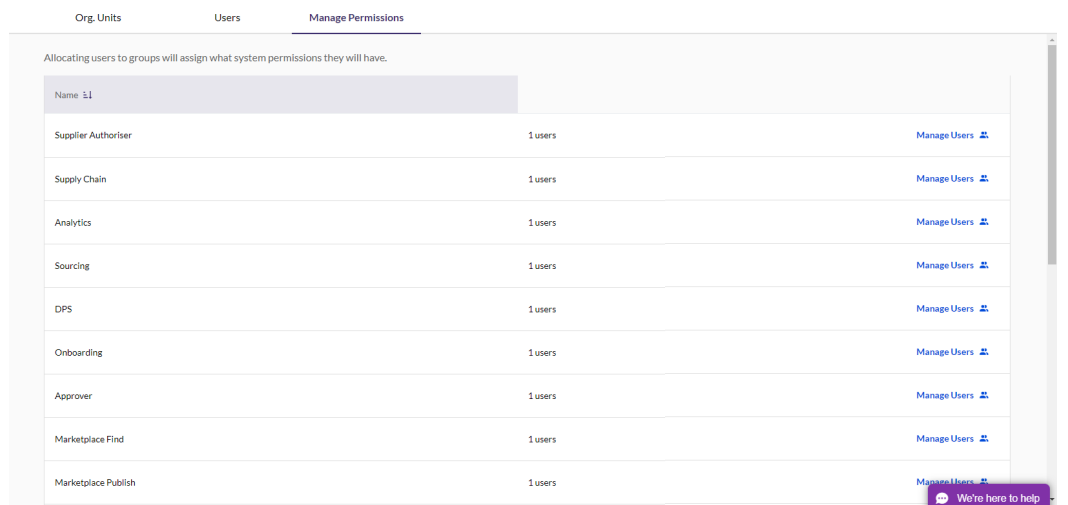 Org. Units Users Manage Permissions
Allocating users to groups will assign what system permissions they will have.
Name
Supplier Authoriser 1 users Manage Users
Supply Chain 1 users Manage Users
Analytics 1 users Manage Users
Sourcing 1 users Manage Users
DPS 1 users Manage Users
Onboarding 1 users Manage Users
Approver 1 users Manage Users
Marketplace Find 1 users Manage Users
Marketplace Publish 1 users Manage Users
We're here to help